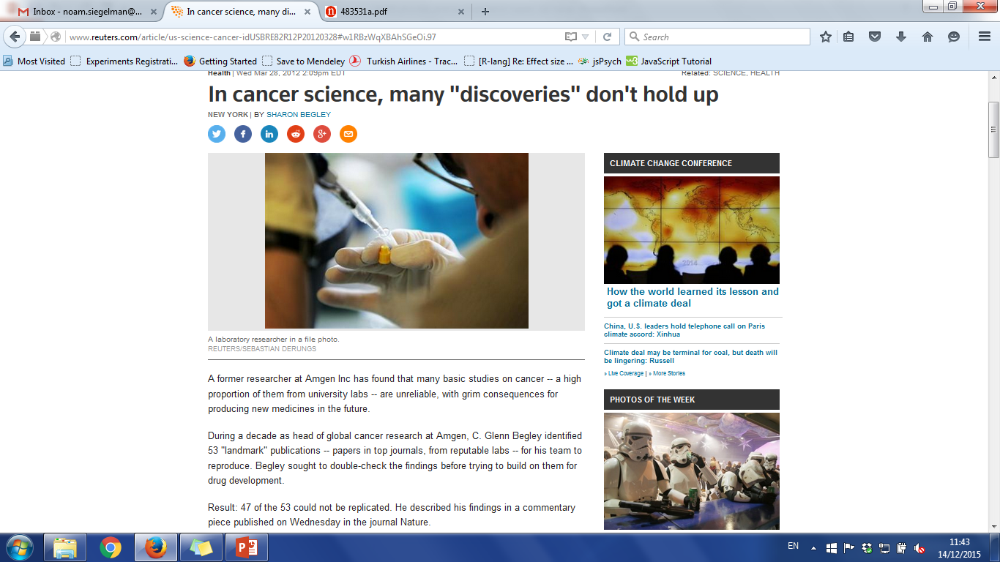 Inbox - noam.siegelman@...
In cancer science, many di...
483531a.pdf
www.reuters.com/article/us-science-cancer-idUSBRE82R12P20120328#w1RBzWqXBAhSGeOi.97
Search
Most Visited
Experiments Registrati...
Getting Started
Save to Mendeley
Turkish Airlines - Trac...
[R-lang] Re: Effect size ...
jsPsych
JavaScript Tutorial
Health | Wed Mar 28, 2012 2:09pm EDT
Related: SCIENCE, HEALTH
In cancer science, many "discoveries" don't hold up
NEW YORK | BY SHARON BEGLEY
A laboratory researcher in a file photo.
REUTERS/SEBASTIAN DERUNGS
A former researcher at Amgen Inc has found that many basic studies on cancer -- a high
proportion of them from university labs -- are unreliable, with grim consequences for
producing new medicines in the future.
During a decade as head of global cancer research at Amgen, C. Glenn Begley identified
53 "landmark" publications -- papers in top journals, from reputable labs -- for his team to
reproduce. Begley sought to double-check the findings before trying to build on them for
drug development.
Result: 47 of the 53 could not be replicated. He described his findings in a commentary
piece published on Wednesday in the journal Nature.
CLIMATE CHANGE CONFERENCE
2014
How the world learned its lesson and
got a climate deal
China, U.S. leaders hold telephone call on Paris
climate accord: Xinhua
Climate deal may be terminal for coal, but death will
be lingering: Russell
» Live Coverage | » More Stories
PHOTOS OF THE WEEK
EN
11:43
14/12/2015